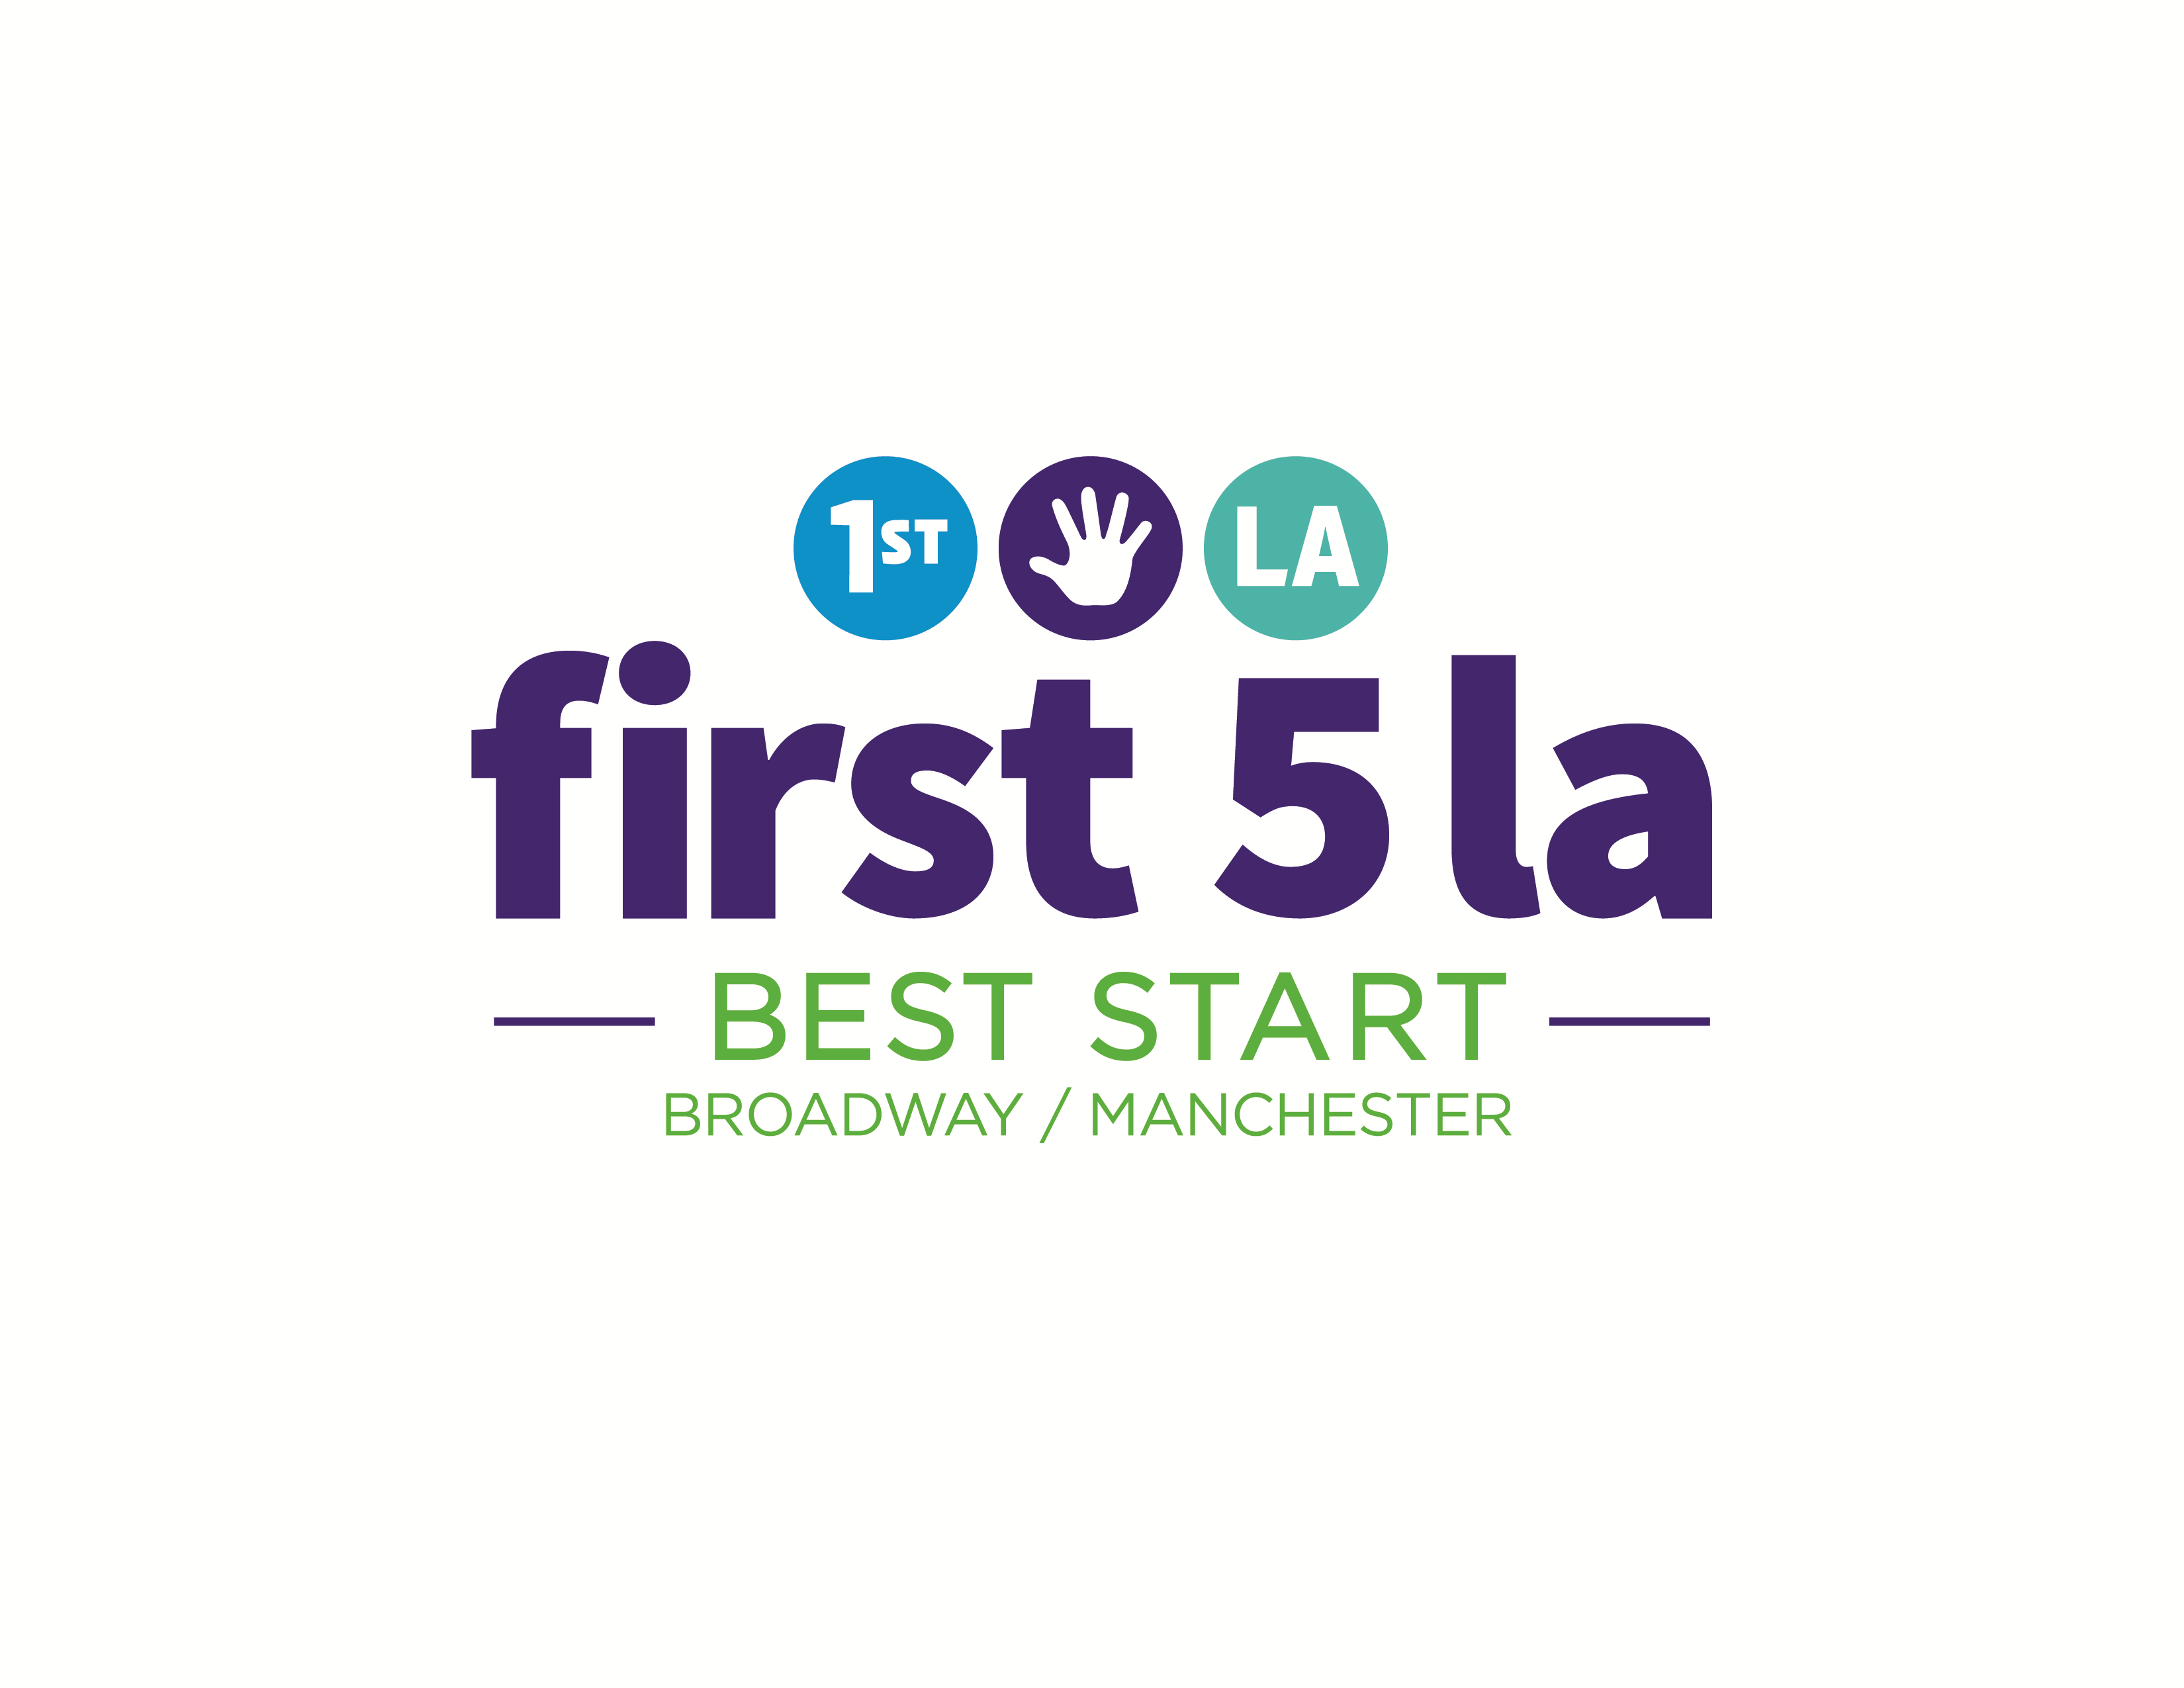 1ST LA
first 5 la
BEST START
BROADWAY / MANCHESTER